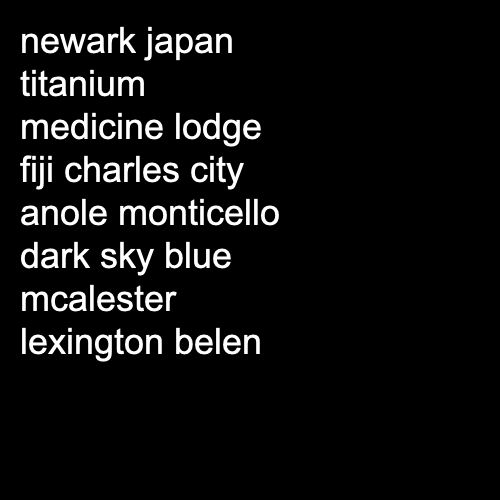 newark japan
titanium
medicine lodge
fiji charles city
anole monticello
dark sky blue
mcalester
lexington belen